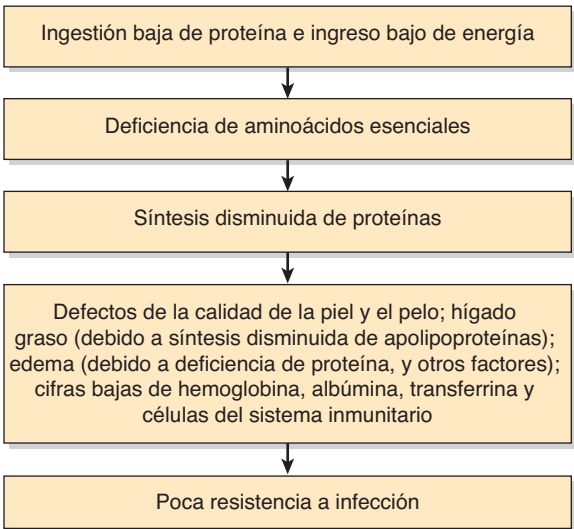 Ingestión baja de proteína e ingreso bajo de energía
Deficiencia de aminoácidos esenciales
Síntesis disminuida de proteínas
Defectos de la calidad de la piel y el pelo; hígado
graso (debido a síntesis disminuida de apolipoproteínas);
edema (debido a deficiencia de proteína, y otros factores);
cifras bajas de hemoglobina, albúmina, transferrina y
células del sistema inmunitario
Poca resistencia a infección